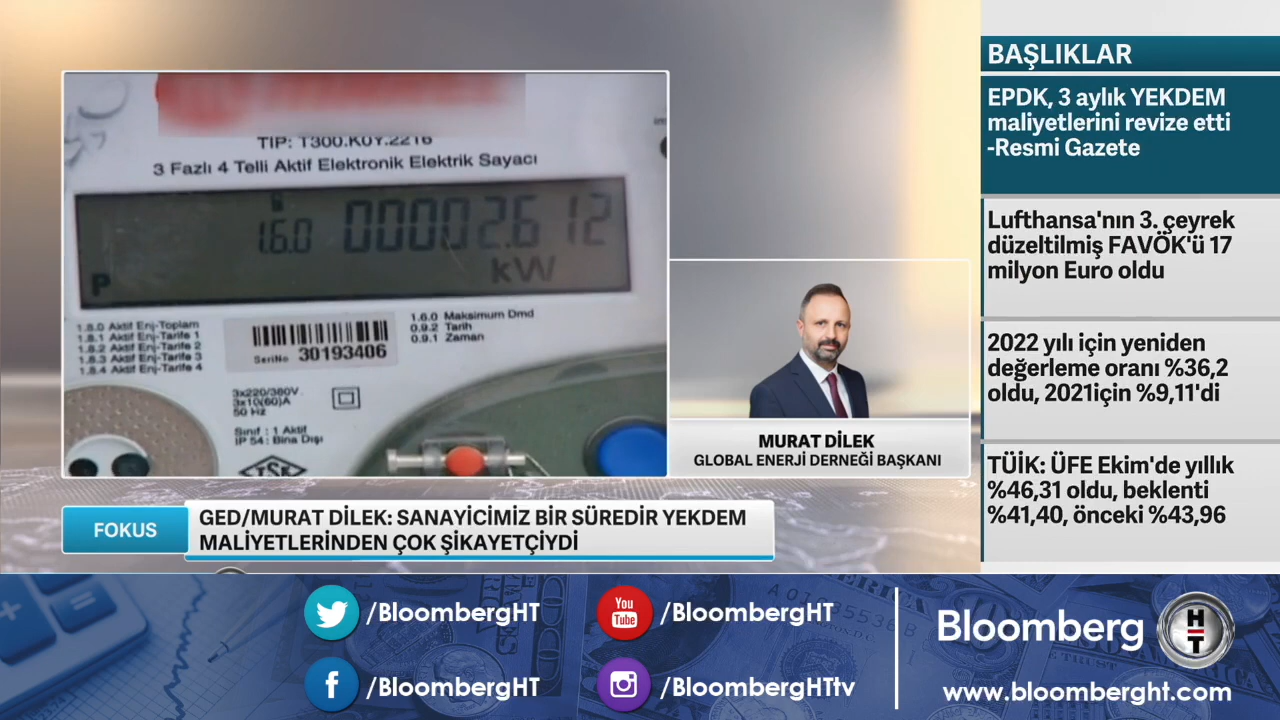 TİP: T300.K0Y.2216
3 Fazlı 4 Telli Aktif Elektronik Elektrik Sayacı
1.6.0 00002.612
kW
P
1.8.0 Aktif Enj-Toplam
1.8.1 Aktif Enj-Tarife 1
1.8.2 Aktif Enj-Tarife 2
1.8.3 Aktif Enj-Tarife 3
1.8.4 Aktif Enj-Tarife 4
SeriNo 30193406
1.6.0 Maksimum Dmd
0.9.2 Tarih
0.9.1 Zaman
3x220/380V
3x10(60)A
50 Hz
Sınıf : 1 Aktif
IP 54 : Bina Dışı
TSE
MURAT DİLEK
GLOBAL ENERJİ DERNEĞİ BAŞKANI
FOKUS
GED/MURAT DİLEK: SANAYİCİMİZ BİR SÜREDİR YEKDEM
MALİYETLERİNDEN ÇOK ŞİKAYETÇİYDİ
BAŞLIKLAR
EPDK, 3 aylık YEKDEM
maliyetlerini revize etti
-Resmi Gazete
Lufthansa'nın 3. çeyrek
düzeltilmiş FAVÖK'ü 17
milyon Euro oldu
2022 yılı için yeniden
değerleme oranı %36,2
oldu, 2021için %9,11'di
TÜİK: ÜFE Ekim'de yıllık
%46,31 oldu, beklenti
%41,40, önceki %43,96
/BloombergHT
You Tube /BloombergHT
/BloombergHT
/BloombergHTtv
Bloomberg HT
www.bloomberght.com